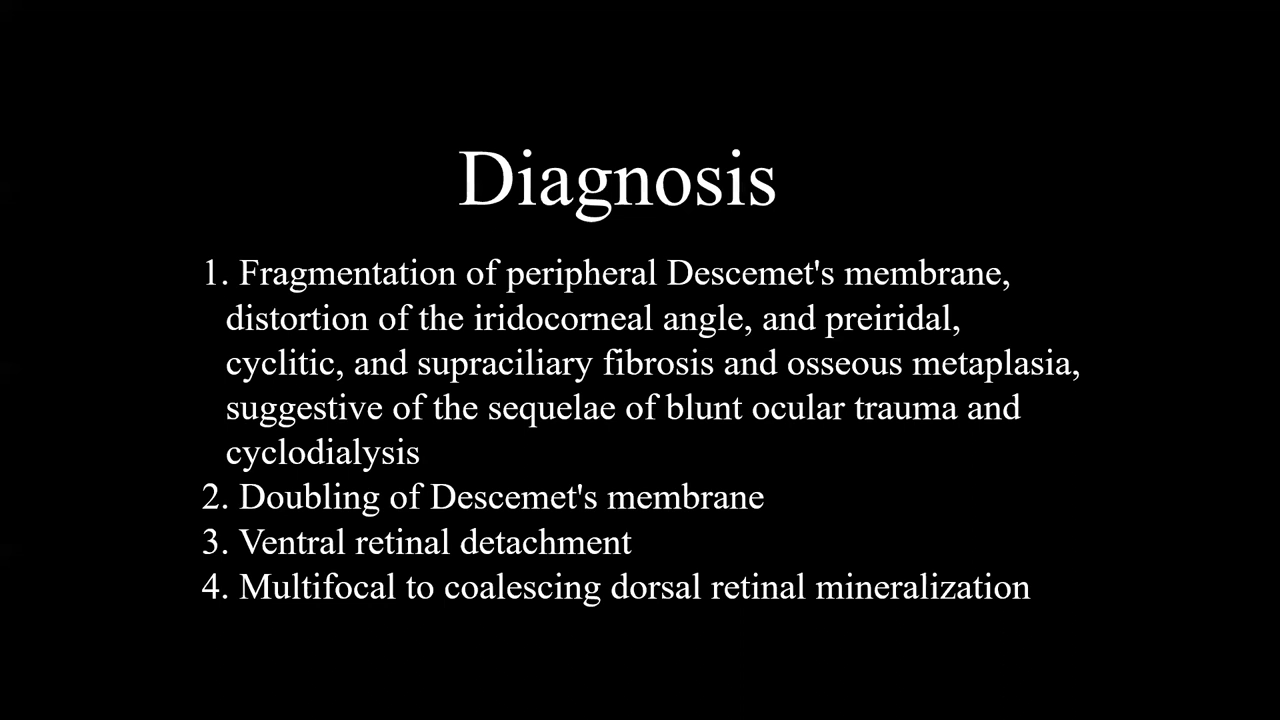 Diagnosis
1. Fragmentation of peripheral Descemet's membrane,
distortion of the iridocorneal angle, and preiridal,
cyclitic, and supraciliary fibrosis and osseous metaplasia,
suggestive of the sequelae of blunt ocular trauma and
cyclodialysis
2. Doubling of Descemet's membrane
3. Ventral retinal detachment
4. Multifocal to coalescing dorsal retinal mineralization